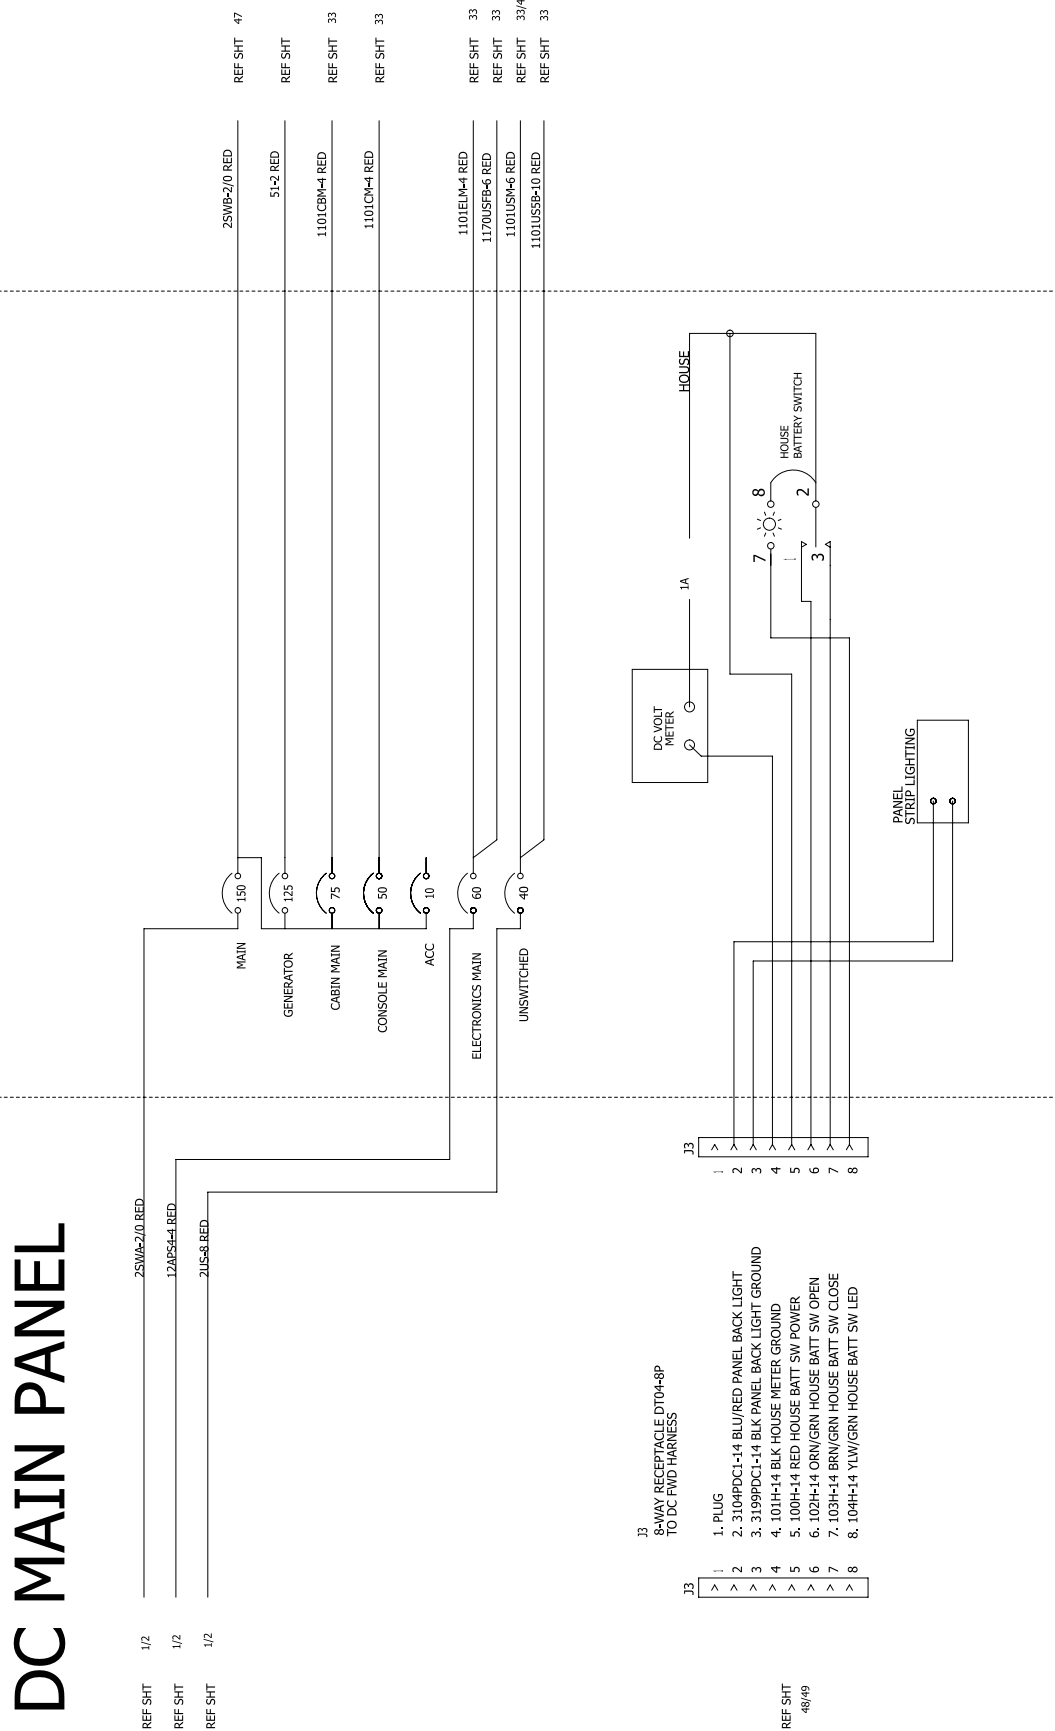 DC MAIN PANEL
REF SHT 1/2
REF SHT 1/2
REF SHT 1/2
2SWA-2/0 RED
12APS4-4 RED
2US-8 RED
MAIN
150
GENERATOR
125
CABIN MAIN
75
CONSOLE MAIN
50
ACC
10
ELECTRONICS MAIN
60
UNSWITCHED
40
2SWB-2/0 RED
51-2 RED
1101CBM-4 RED
1101CM-4 RED
1101ELM-4 RED
1170USFB-6 RED
1101USM-6 RED
1101USSB-10 RED
REF SHT 47
REF SHT
REF SHT 33
REF SHT 33
REF SHT 33
REF SHT 33
REF SHT 33/4
REF SHT 33
REF SHT
48/49
J3
8-WAY RECEPTACLE DT04-8P
TO DC FWD HARNESS
J3
1
2
3
4
5
6
7
8
1. PLUG
2. 3104PDC1-14 BLU/RED PANEL BACK LIGHT
3. 3199PDC1-14 BLK PANEL BACK LIGHT GROUND
4. 101H-14 BLK HOUSE METER GROUND
5. 100H-14 RED HOUSE BATT SW POWER
6. 102H-14 ORN/GRN HOUSE BATT SW OPEN
7. 103H-14 BRN/GRN HOUSE BATT SW CLOSE
8. 104H-14 YLW/GRN HOUSE BATT SW LED
J3
1
2
3
4
5
6
7
8
DC VOLT
METER
1A
HOUSE
7
8
1
2
3
HOUSE
BATTERY SWITCH
PANEL
STRIP LIGHTING